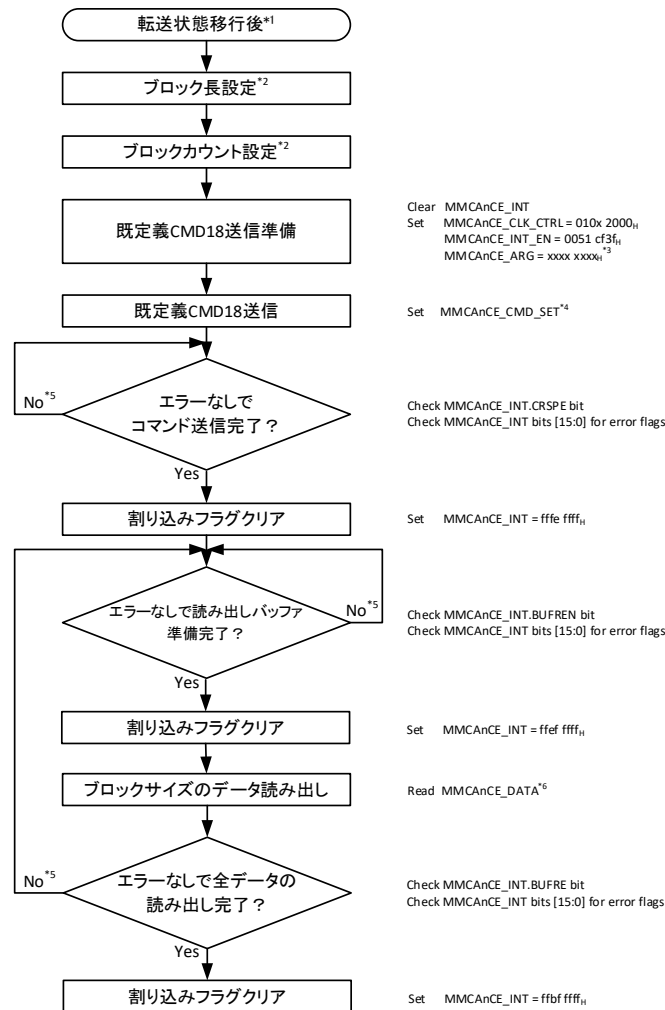 転送状態移行後*1
ブロック長設定*2
ブロックカウント設定*2
既定義CMD18送信準備
Clear MMCAnCE_INT
Set MMCAnCE_CLK_CTRL = 010x 2000H
MMCAnCE_INT_EN = 0051 cf3fH
MMCAnCE_ARG = xxxx xxxxH*3
既定義CMD18送信
Set MMCAnCE_CMD_SET*4
No*5
エラーなしで
コマンド送信完了？
Check MMCAnCE_INT.CRSPE bit
Check MMCAnCE_INT bits [15:0] for error flags
Yes
割り込みフラグクリア
Set MMCAnCE_INT = fffe ffffH
エラーなしで読み出しバッファ
準備完了？
No*5
Check MMCAnCE_INT.BUFREN bit
Check MMCAnCE_INT bits [15:0] for error flags
Yes
割り込みフラグクリア
Set MMCAnCE_INT = ffef ffffH
ブロックサイズのデータ読み出し
Read MMCAnCE_DATA*6
No*5
エラーなしで全データの
読み出し完了？
Check MMCAnCE_INT.BUFRE bit
Check MMCAnCE_INT bits [15:0] for error flags
Yes
割り込みフラグクリア
Set MMCAnCE_INT = ffbf ffffH